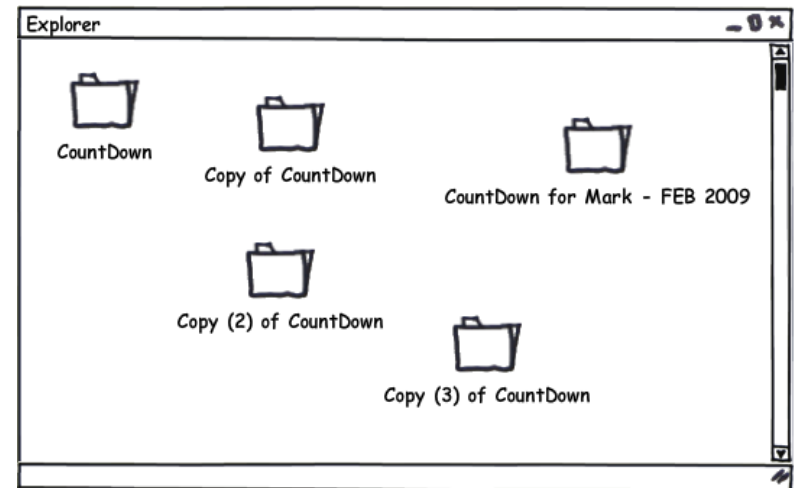 Explorer
CountDown
Copy of CountDown
CountDown for Mark - FEB 2009
Copy (2) of CountDown
Copy (3) of CountDown